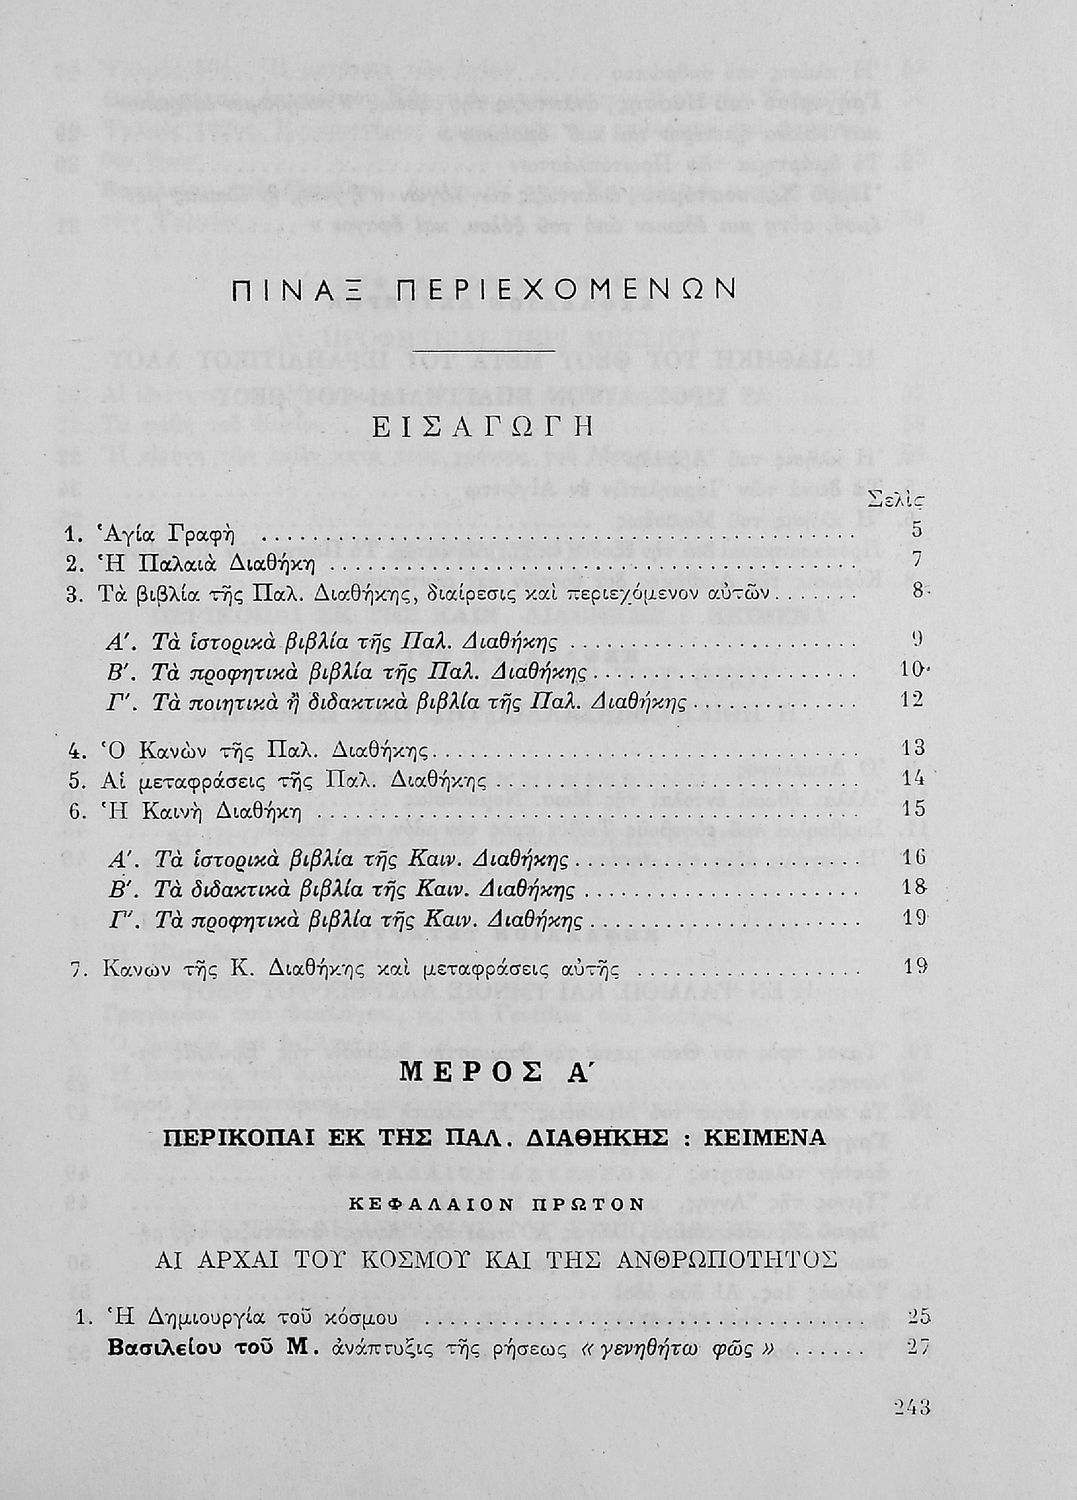 ΠΙΝΑΞ ΠΕΡΙΕΧΟΜΕΝΩΝ
ΕΙΣΑΓΩΓΗ
Σελὶς
1. Ἁγία Γραφὴ .......... 5
2. Ἡ Παλαιὰ Διαθήκη .......... 7
3. Τὰ βιβλία τῆς Παλ. Διαθήκης, διαίρεσις καὶ περιεχόμενον αὐτῶν....... 8
Α′. Τὰ ἱστορικὰ βιβλία τῆς Παλ. Διαθήκης .......... 9
Β′. Τὰ προφητικὰ βιβλία τῆς Παλ. Διαθήκης .......... 10
Γ′. Τὰ ποιητικὰ ἢ διδακτικὰ βιβλία τῆς Παλ. Διαθήκης .......... 12
4. Ὁ Κανὼν τῆς Παλ. Διαθήκης .......... 13
5. Αἱ μεταφράσεις τῆς Παλ. Διαθήκης .......... 14
6. Ἡ Καινὴ Διαθήκη .......... 15
Α′. Τὰ ἱστορικὰ βιβλία τῆς Καιν. Διαθήκης .......... 16
Β′. Τὰ διδακτικὰ βιβλία τῆς Καιν. Διαθήκης .......... 18
Γ′. Τὰ προφητικὰ βιβλία τῆς Καιν. Διαθήκης .......... 19
7. Κανὼν τῆς Κ. Διαθήκης καὶ μεταφράσεις αὐτῆς .......... 19
ΜΕΡΟΣ Α′
ΠΕΡΙΚΟΠΑΙ ΕΚ ΤΗΣ ΠΑΛ. ΔΙΑΘΗΚΗΣ : ΚΕΙΜΕΝΑ
ΚΕΦΑΛΑΙΟΝ ΠΡΩΤΟΝ
ΑΙ ΑΡΧΑΙ ΤΟΥ ΚΟΣΜΟΥ ΚΑΙ ΤΗΣ ΑΝΘΡΩΠΟΤΗΤΟΣ
1. Ἡ Δημιουργία τοῦ κόσμου .......... 25
Βασιλείου τοῦ Μ. ἀνάπτυξις τῆς ρήσεως « γενηθήτω φῶς » ...... 27
243